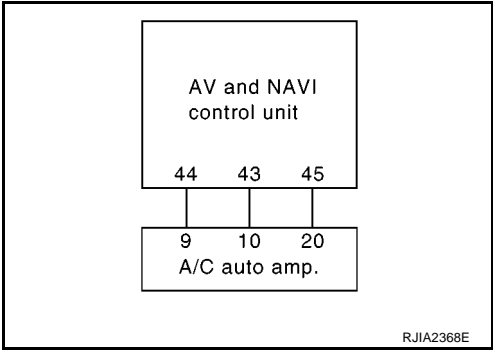 AV and NAVI
control unit
44 43 45
9 10 20
A/C auto amp.
RJIA2368E